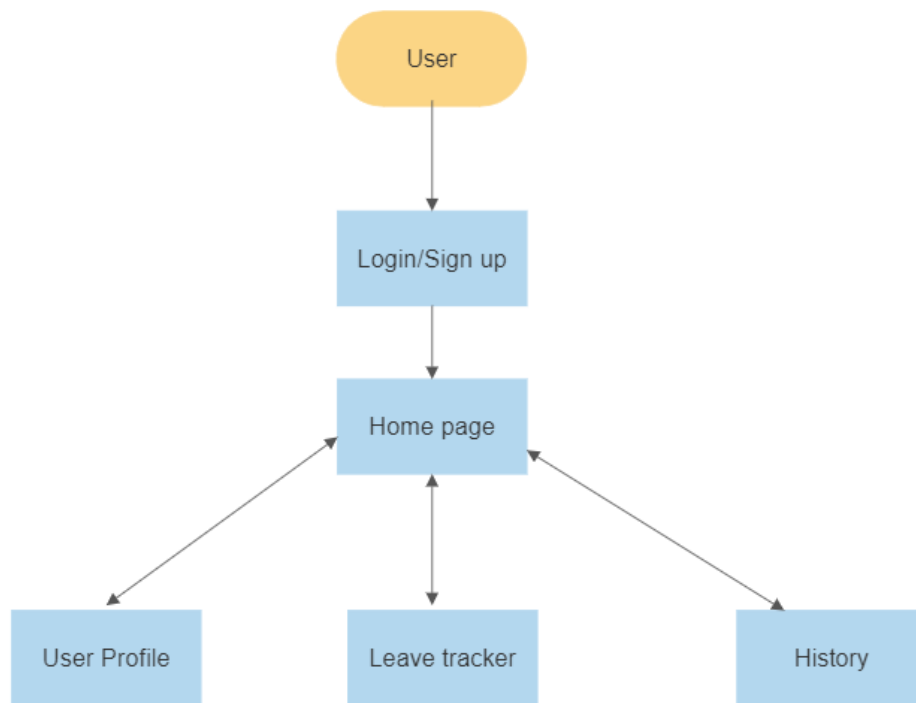 User
Login/Sign up
Home page
User Profile
Leave tracker
History